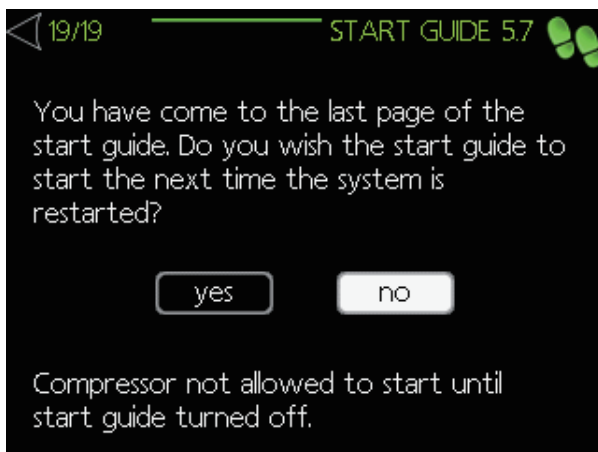 19/19 START GUIDE 5.7
You have come to the last page of the
start guide. Do you wish the start guide to
start the next time the system is
restarted?
yes no
Compressor not allowed to start until
start guide turned off.